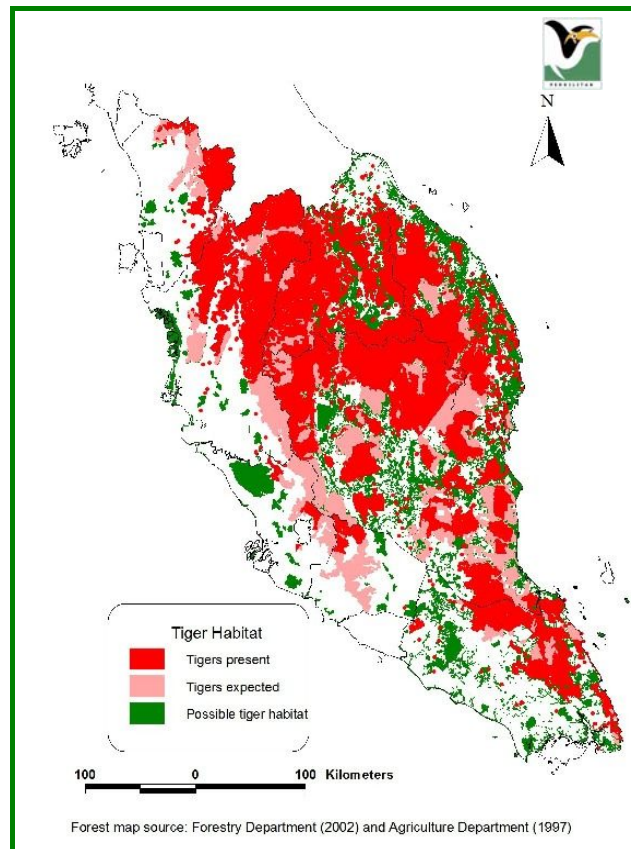 PERHILITAN
N
Tiger Habitat
Tigers present
Tigers expected
Possible tiger habitat
100 0 100 Kilometers
Forest map source: Forestry Department (2002) and Agriculture Department (1997)